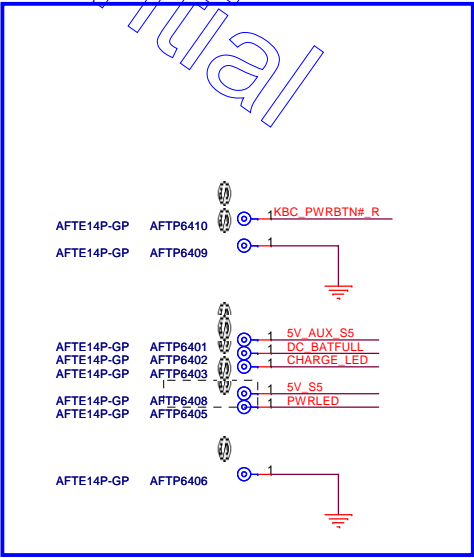 ntial
1 KBC_PWRBTN#_R
AFTE14P-GP AFTP6410
1
AFTE14P-GP AFTP6409
1 5V_AUX_S5
AFTE14P-GP AFTP6401 1 DC_BATFULL
AFTE14P-GP AFTP6402 1 CHARGE_LED
AFTE14P-GP AFTP6403
1 5V_S5
AFTE14P-GP AFTP6408 1 PWRLED
AFTE14P-GP AFTP6405
1
AFTE14P-GP AFTP6406